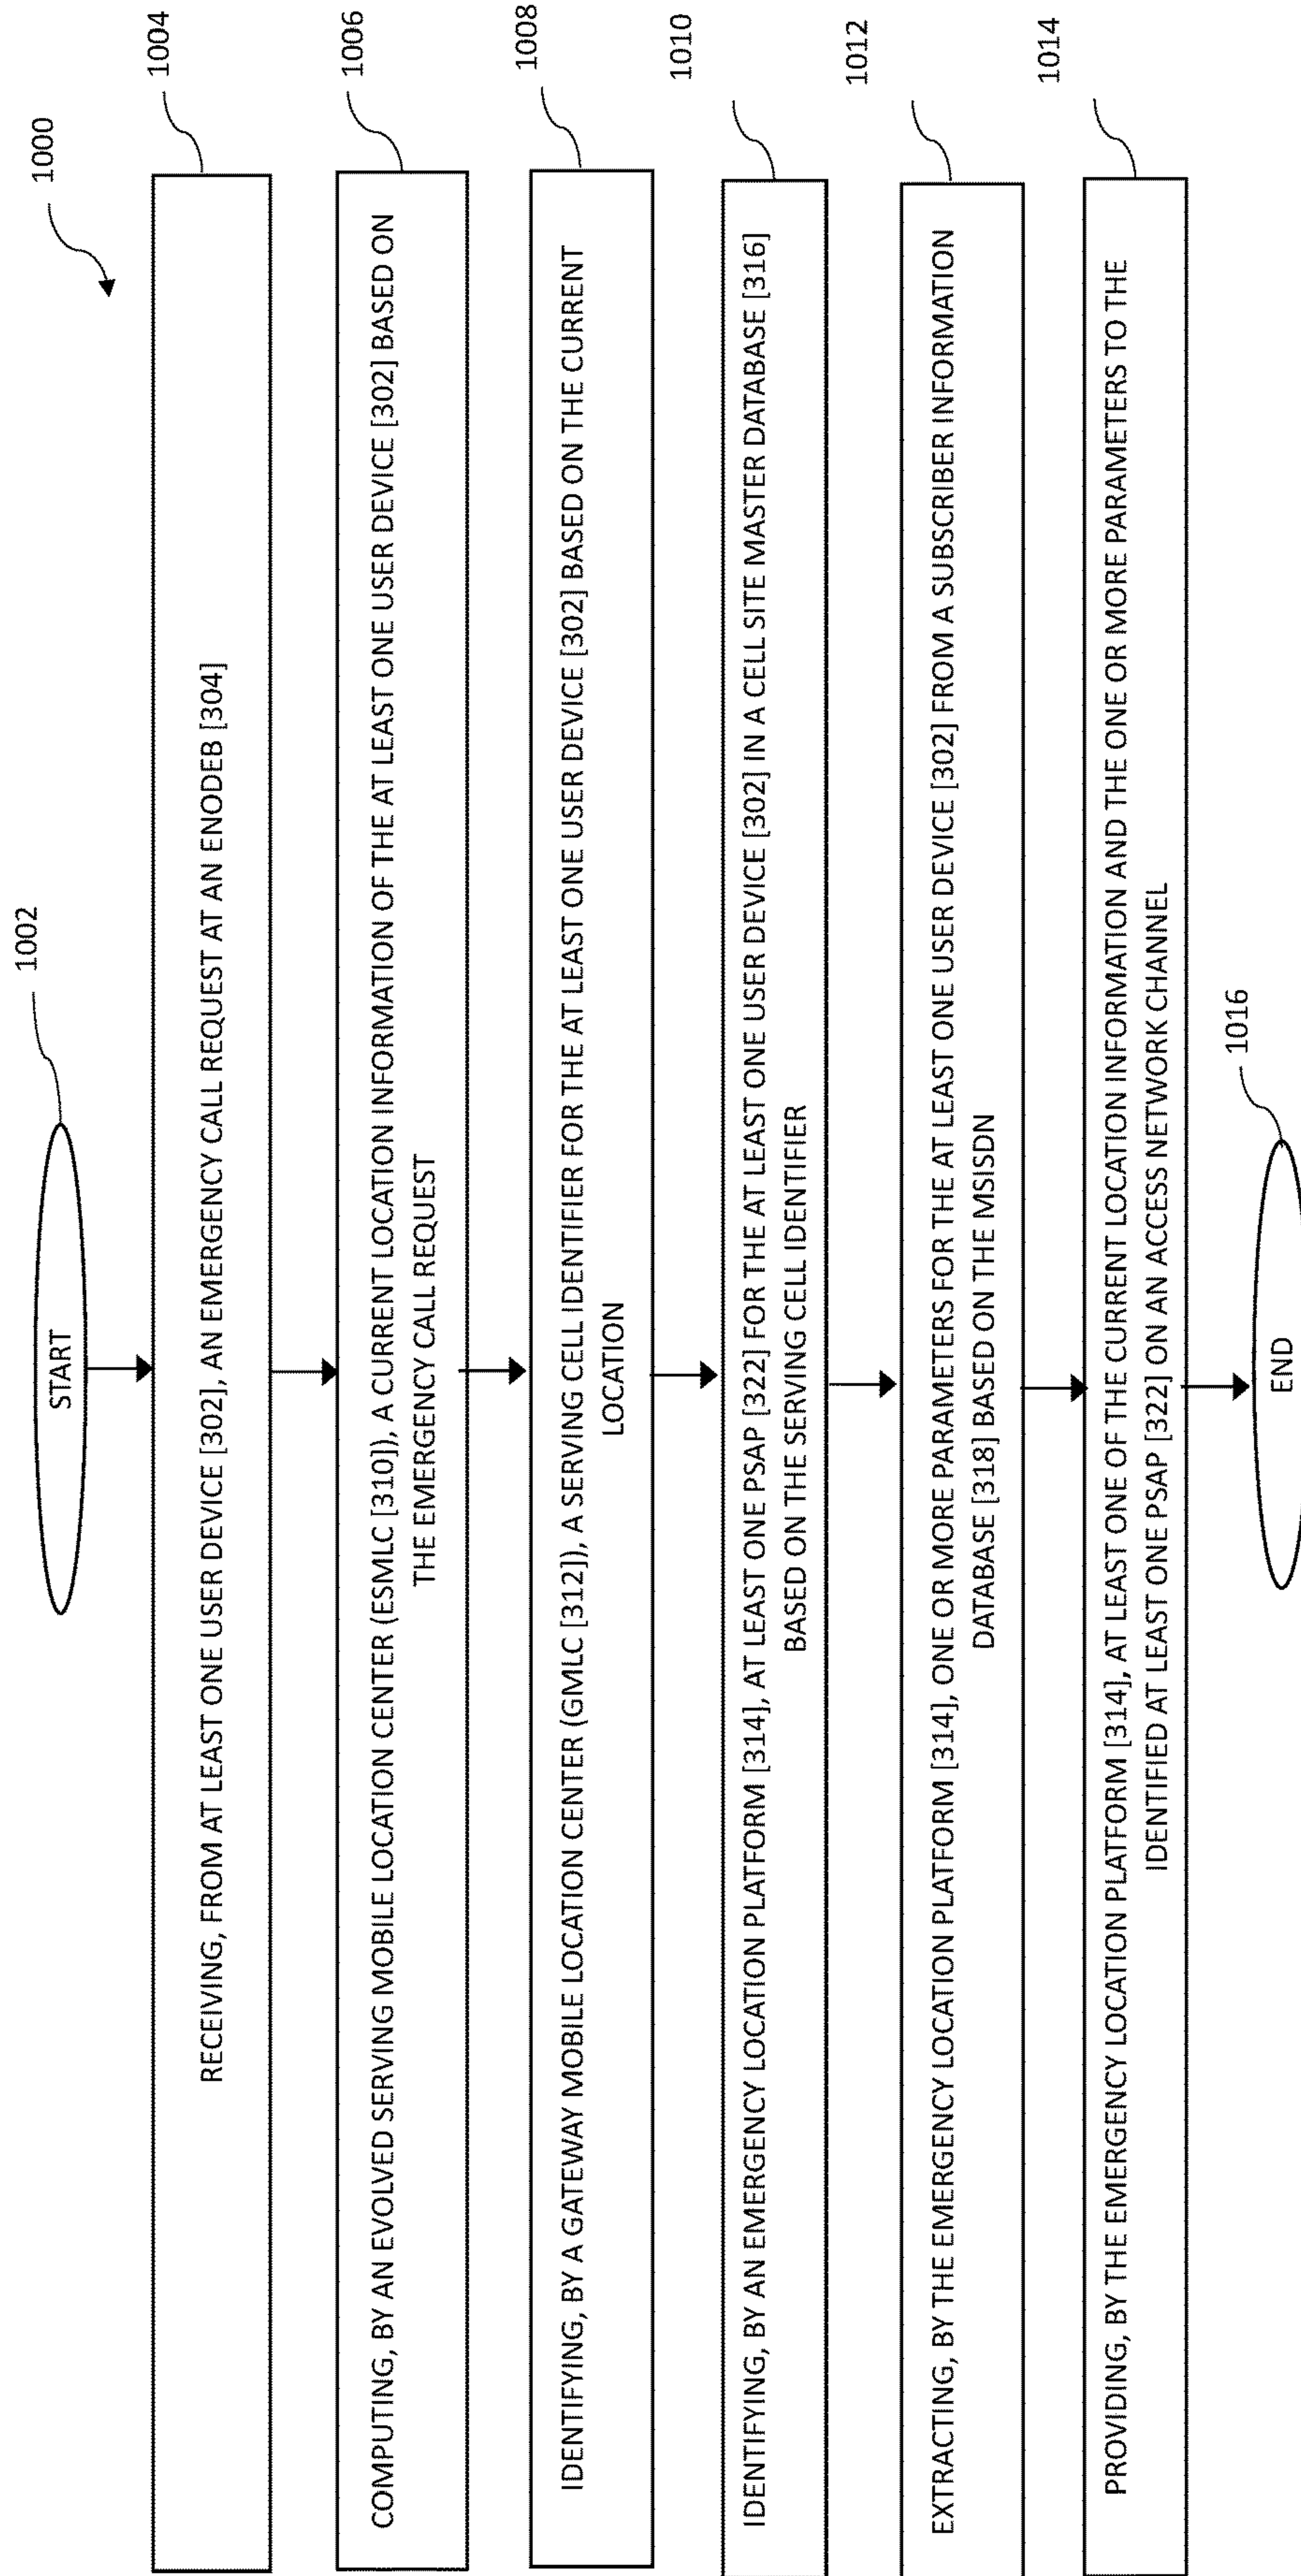 1000
1002
START
1004
RECEIVING, FROM AT LEAST ONE USER DEVICE [302], AN EMERGENCY CALL REQUEST AT AN ENODEB [304]
1006
COMPUTING, BY AN EVOLVED SERVING MOBILE LOCATION CENTER (ESMLC [310]), A CURRENT LOCATION INFORMATION OF THE AT LEAST ONE USER DEVICE [302] BASED ON
THE EMERGENCY CALL REQUEST
1008
IDENTIFYING, BY A GATEWAY MOBILE LOCATION CENTER (GMLC [312]), A SERVING CELL IDENTIFIER FOR THE AT LEAST ONE USER DEVICE [302] BASED ON THE CURRENT
LOCATION
1010
IDENTIFYING, BY AN EMERGENCY LOCATION PLATFORM [314], AT LEAST ONE PSAP [322] FOR THE AT LEAST ONE USER DEVICE [302] IN A CELL SITE MASTER DATABASE [316]
BASED ON THE SERVING CELL IDENTIFIER
1012
EXTRACTING, BY THE EMERGENCY LOCATION PLATFORM [314], ONE OR MORE PARAMETERS FOR THE AT LEAST ONE USER DEVICE [302] FROM A SUBSCRIBER INFORMATION
DATABASE [318] BASED ON THE MSISDN
1014
PROVIDING, BY THE EMERGENCY LOCATION PLATFORM [314], AT LEAST ONE OF THE CURRENT LOCATION INFORMATION AND THE ONE OR MORE PARAMETERS TO THE
IDENTIFIED AT LEAST ONE PSAP [322] ON AN ACCESS NETWORK CHANNEL
1016
END